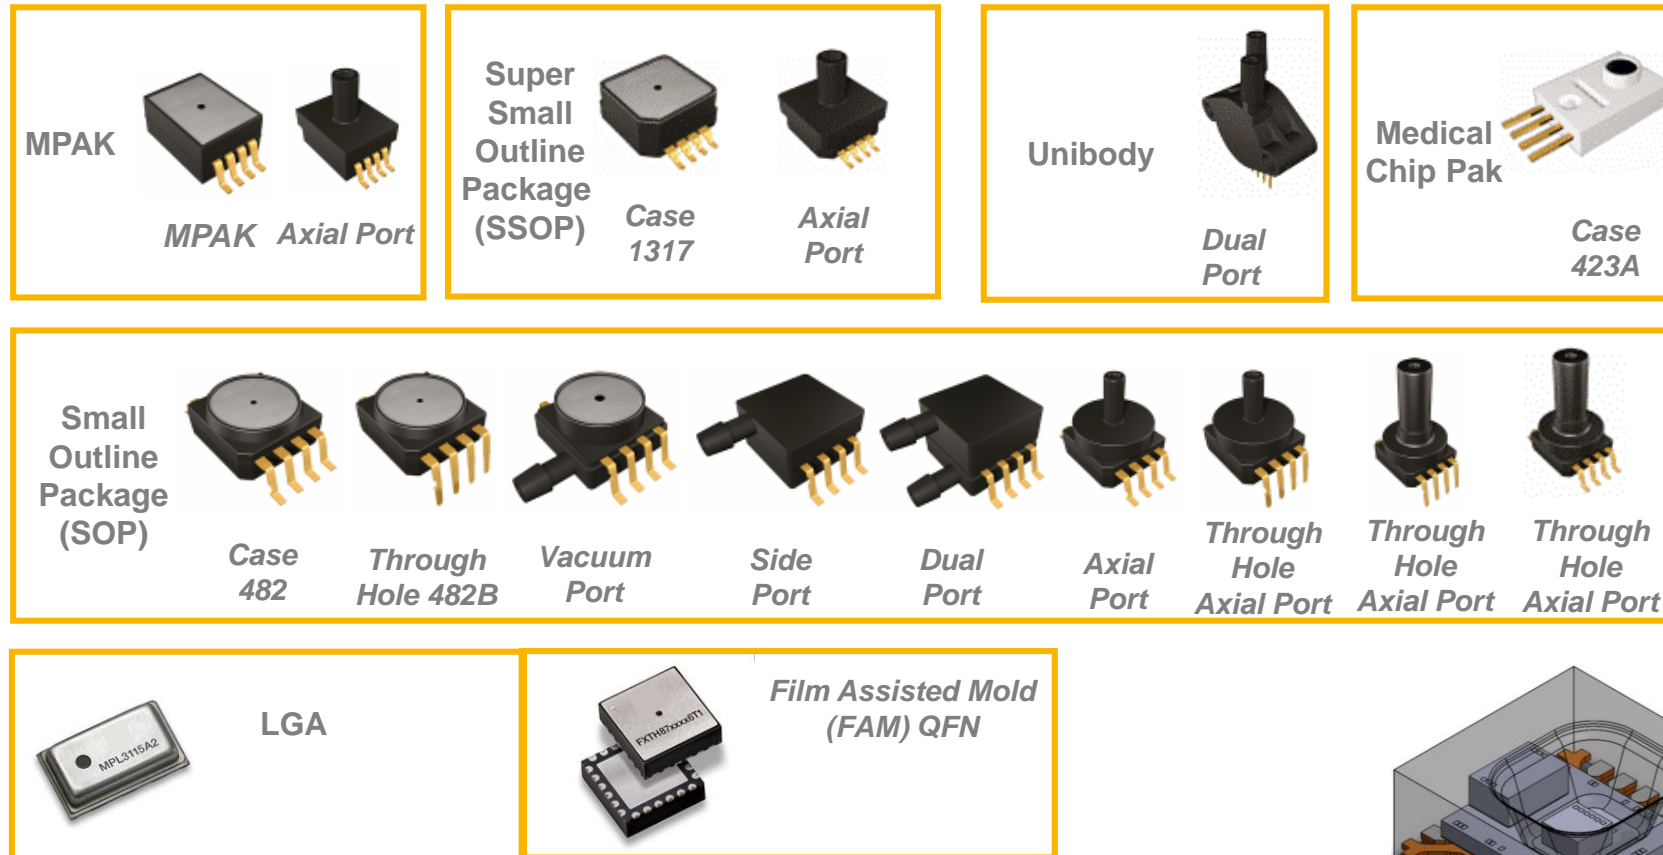 MPAK
MPAK
Axial Port
Super
Small
Outline
Package
(SSOP)
Case
1317
Axial
Port
Unibody
Dual
Port
Medical
Chip Pak
Case
423A
Small
Outline
Package
(SOP)
Case
482
Through
Hole 482B
Vacuum
Port
Side
Port
Dual
Port
Axial
Port
Through
Hole
Axial Port
Through
Hole
Axial Port
Through
Hole
Axial Port
MPL3115A2
LGA
FXTH87xxxx6T1
Film Assisted Mold
(FAM) QFN